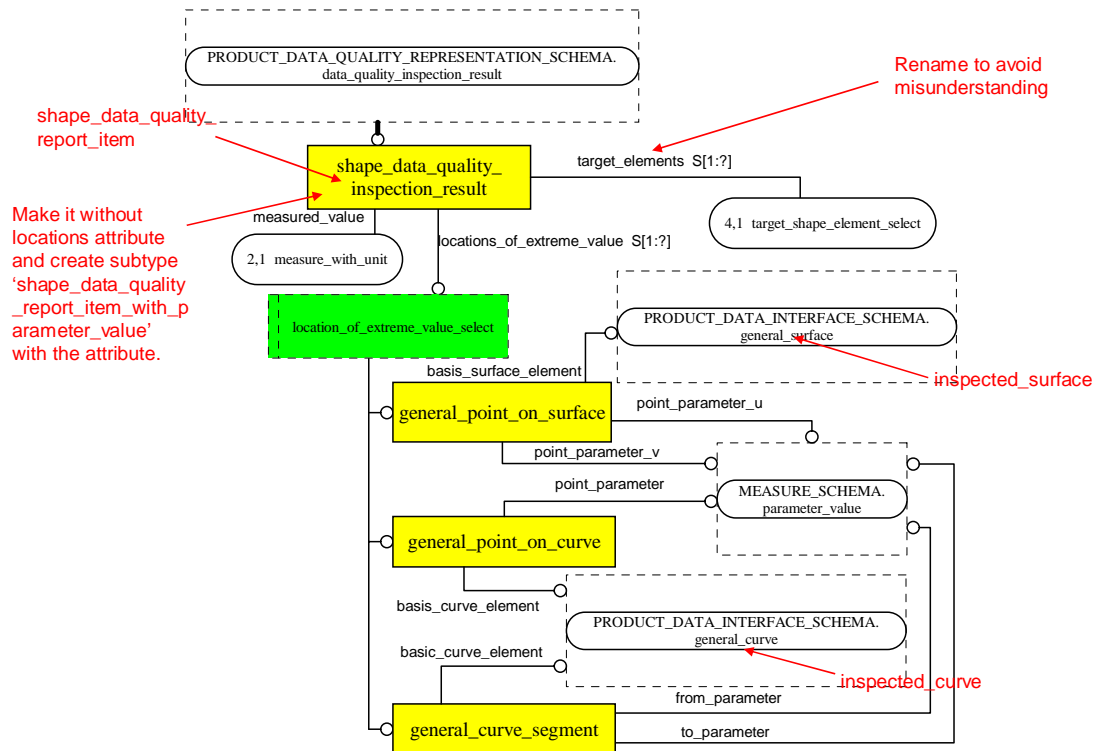 PRODUCT_DATA_QUALITY_REPRESENTATION_SCHEMA.
data_quality_inspection_result
Rename to avoid
misunderstanding
shape_data_quality_
report_item
shape_data_quality_
inspection_result
target_elements S[1:?]
4,1 target_shape_element_select
Make it without
locations attribute
and create subtype
‘shape_data_quality
_report_item_with_p
arameter_value’
with the attribute.
measured_value
2,1 measure_with_unit
locations_of_extreme_value S[1:?]
location_of_extreme_value_select
PRODUCT_DATA_INTERFACE_SCHEMA.
general_surface
inspected_surface
basis_surface_element
general_point_on_surface
point_parameter_u
point_parameter_v
point_parameter
MEASURE_SCHEMA.
parameter_value
general_point_on_curve
basis_curve_element
PRODUCT_DATA_INTERFACE_SCHEMA.
general_curve
basic_curve_element
inspected_curve
from_parameter
general_curve_segment
to_parameter